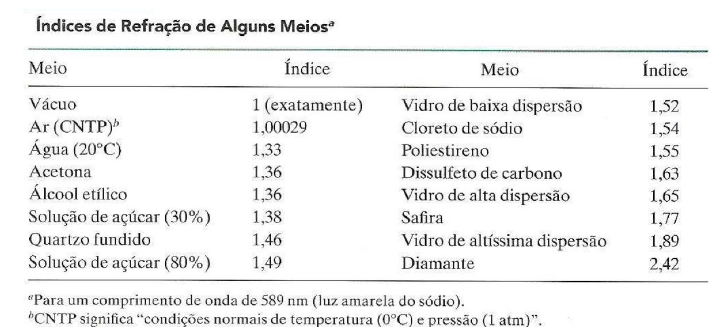 Índices de Refração de Alguns Meiosᵃ
Meio Índice Meio Índice
Vácuo 1 (exatamente) Vidro de baixa dispersão 1,52
Ar (CNTP)ᵇ 1,00029 Cloreto de sódio 1,54
Água (20°C) 1,33 Poliestireno 1,55
Acetona 1,36 Dissulfeto de carbono 1,63
Álcool etílico 1,36 Vidro de alta dispersão 1,65
Solução de açúcar (30%) 1,38 Safira 1,77
Quartzo fundido 1,46 Vidro de altíssima dispersão 1,89
Solução de açúcar (80%) 1,49 Diamante 2,42
ᵃPara um comprimento de onda de 589 nm (luz amarela do sódio).
ᵇCNTP significa “condições normais de temperatura (0°C) e pressão (1 atm)”.